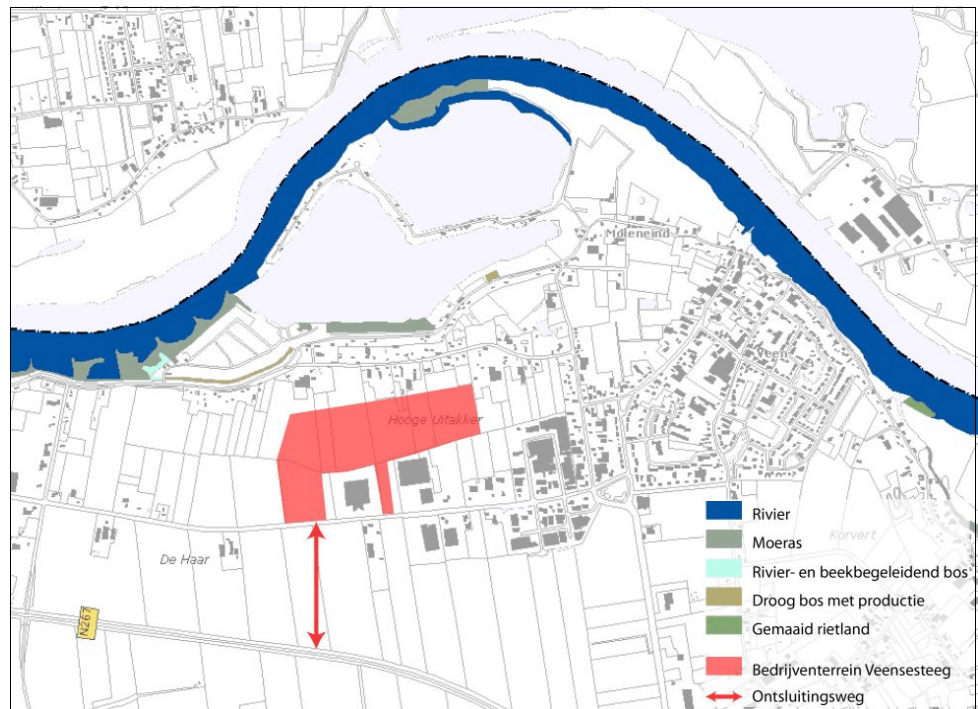 Moleneind
Veen
Hooge Uitakker
De Haar
N267
Korvert
Rivier
Moeras
Rivier- en beekbegeleidend bos
Droog bos met productie
Gemaaid rietland
Bedrijventerrein Veensesteeg
Ontsluitingsweg